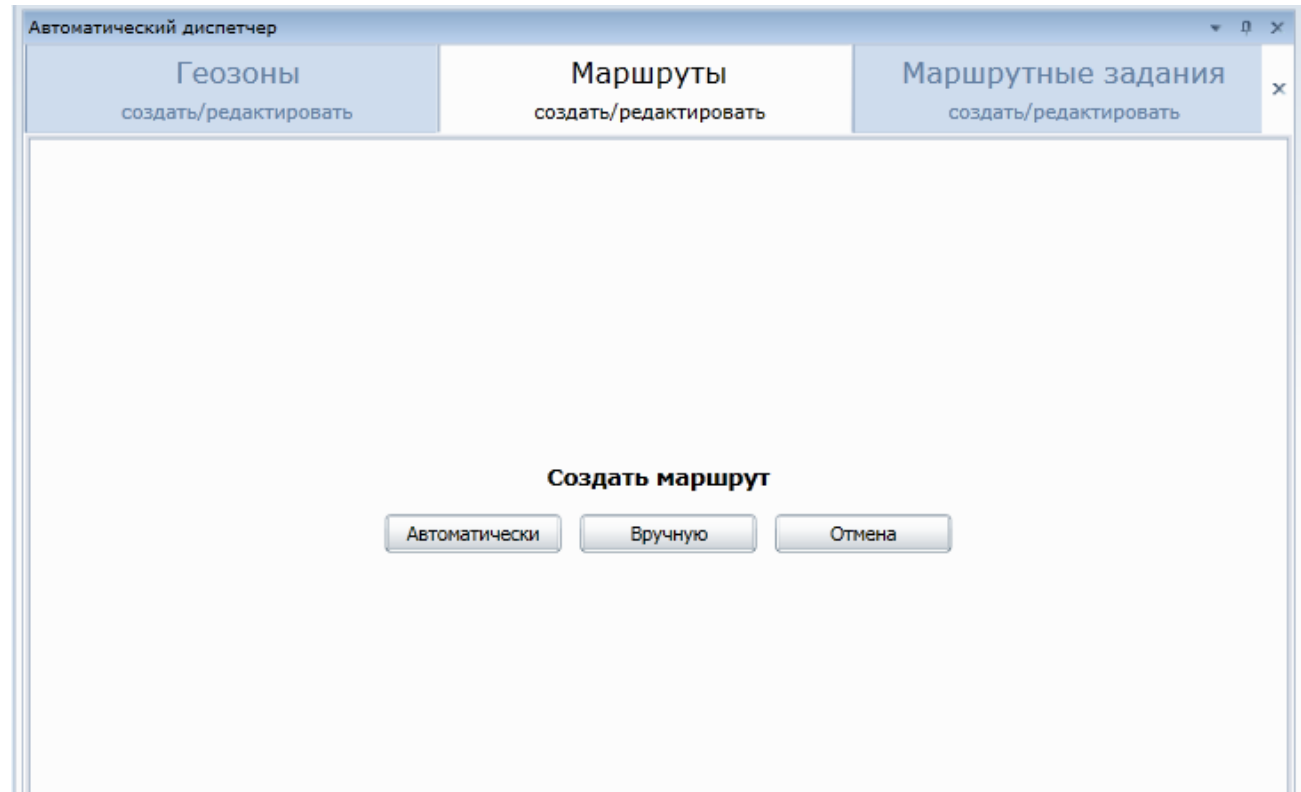 Автоматический диспетчер
Геозоны Маршруты Маршрутные задания
создать/редактировать создать/редактировать создать/редактировать
Создать маршрут
Автоматически Вручную Отмена